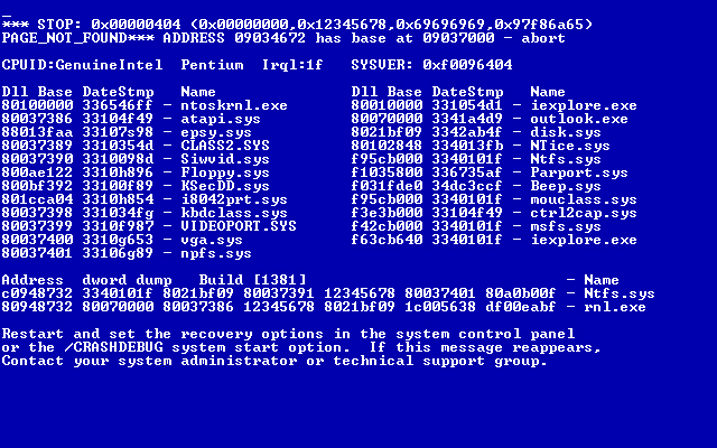 _
*** STOP: 0x00000404 (0x00000000,0x12345678,0x69696969,0x97f86a65)
PAGE_NOT_FOUND*** ADDRESS 09034672 has base at 09037000 - abort
CPUID:GenuineIntel  Pentium  Irql:1f   SYSVER: 0xf0096404
Dll Base DateStmp   Name               Dll Base DateStmp   Name
80100000 336546ff - ntoskrnl.exe       80010000 331054d1 - iexplore.exe
80037386 33104f49 - atapi.sys          80070000 3341a4d9 - outlook.exe
88013faa 33107s98 - epsy.sys           8021bf09 3342ab4f - disk.sys
80037389 3310354d - CLASS2.SYS         80102848 334013fb - NTice.sys
80037390 3310098d - Siwvid.sys         f95cb000 3340101f - Ntfs.sys
800ae122 3310h896 - Floppy.sys         f1035800 336735af - Parport.sys
800bf392 33100f89 - KSecDD.sys         f031fde0 34dc3ccf - Beep.sys
801cca04 3310h854 - i8042prt.sys       f95cb000 3340101f - mouclass.sys
80037398 331034fg - kbdclass.sys       f3e3b000 33104f49 - ctrl2cap.sys
80037399 3310f987 - VIDEOPORT.SYS      f42cb000 3340101f - msfs.sys
80037400 3310g653 - vga.sys            f63cb640 3340101f - iexplore.exe
80037401 33106g89 - npfs.sys
Address  dword dump   Build [1381]                             - Name
c0948732 3340101f 8021bf09 80037391 12345678 80037401 80a0b00f - Ntfs.sys
80948732 80070000 80037386 12345678 8021bf09 1c005638 df00eabf - rnl.exe
Restart and set the recovery options in the system control panel
or the /CRASHDEBUG system start option.  If this message reappears,
Contact your system administrator or technical support group.